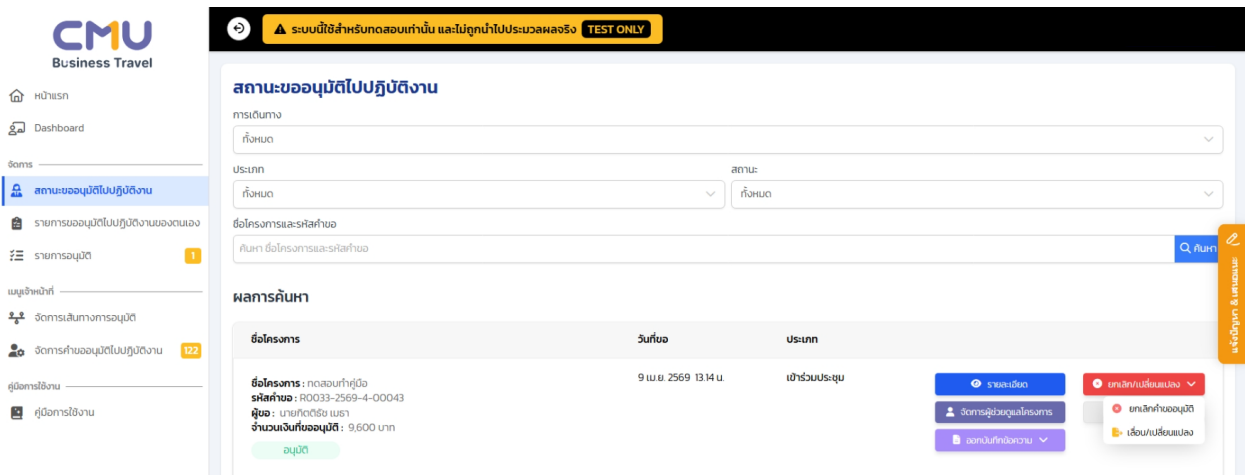 CMU
Business Travel
หน้าแรก
Dashboard
จัดการ
สถานะขออนุมัติไปปฏิบัติงาน
รายการขออนุมัติไปปฏิบัติงานของตนเอง
รายการอนุมัติ 1
เมนูเจ้าหน้าที่
จัดการเส้นทางการอนุมัติ
จัดการคำขออนุมัติไปปฏิบัติงาน 122
คู่มือการใช้งาน
คู่มือการใช้งาน
ระบบนี้ใช้สำหรับทดสอบเท่านั้น และไม่ถูกนำไปประมวลผลจริง TEST ONLY
สถานะขออนุมัติไปปฏิบัติงาน
การเดินทาง
ทั้งหมด
ประเภท สถานะ
ทั้งหมด ทั้งหมด
ชื่อโครงการและรหัสคำขอ
ค้นหา ชื่อโครงการและรหัสคำขอ ค้นหา
แจ้งปัญหา & เสนอแนะ
ผลการค้นหา
ชื่อโครงการ วันที่ขอ ประเภท
ชื่อโครงการ : ทดสอบทำคู่มือ 9 เม.ย. 2569 13.14 น. เข้าร่วมประชุม รายละเอียด ยกเลิก/เปลี่ยนแปลง
รหัสคำขอ : R0033-2569-4-00043
ผู้ขอ : นายกิตติธัช เมธา จัดการผู้ช่วยดูแลโครงการ ยกเลิกคำขออนุมัติ
จำนวนเงินที่ขออนุมัติ : 9,600 บาท
อนุมัติ ออกบันทึกข้อความ เลื่อน/เปลี่ยนแปลง